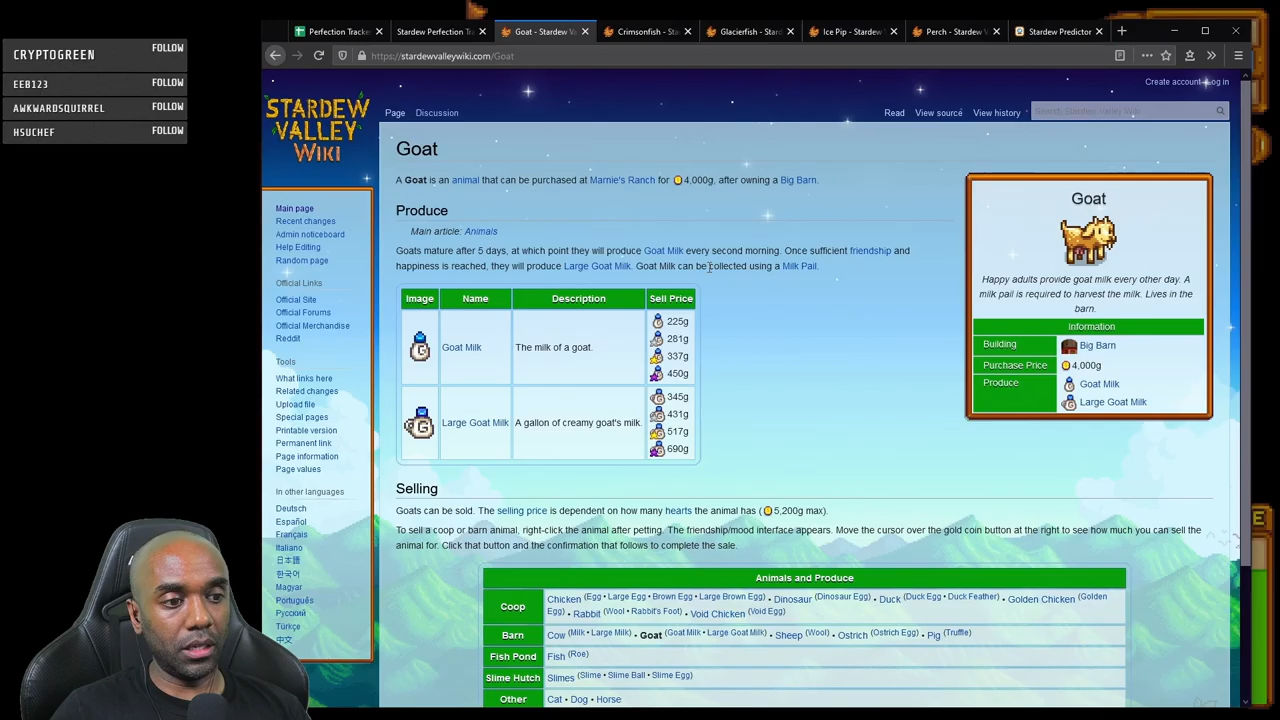 CRYPTOGREEN FOLLOW
EEB123 FOLLOW
AWKWARDSQUIRREL FOLLOW
HSUCHEF FOLLOW
Perfection Tracke
Stardew Perfection Tra
Goat - Stardew Va
Crimsonfish - Sta
Glacierfish - Stard
Ice Pip - Stardew
Perch - Stardew V
Stardew Predictor
https://stardewvalleywiki.com/Goat
Create account Log in
STARDEW
VALLEY
WIKI
Page Discussion Read View source View history Search Stardew Valley Wiki
Main page
Recent changes
Admin noticeboard
Help Editing
Random page
Official Links
Official Site
Official Forums
Official Merchandise
Reddit
Tools
What links here
Related changes
Upload file
Special pages
Printable version
Permanent link
Page information
Page values
In other languages
Deutsch
Español
Français
Italiano
日本語
한국어
Magyar
Português
Русский
Türkçe
中文
Goat
A Goat is an animal that can be purchased at Marnie's Ranch for 4,000g, after owning a Big Barn.
Produce
Main article: Animals
Goats mature after 5 days, at which point they will produce Goat Milk every second morning. Once sufficient friendship and
happiness is reached, they will produce Large Goat Milk. Goat Milk can be collected using a Milk Pail.
Image Name Description Sell Price
Goat Milk The milk of a goat.
225g
281g
337g
450g
Large Goat Milk A gallon of creamy goat's milk.
345g
431g
517g
690g
Goat
Happy adults provide goat milk every other day. A
milk pail is required to harvest the milk. Lives in the
barn.
Information
Building Big Barn
Purchase Price 4,000g
Produce Goat Milk
Large Goat Milk
Selling
Goats can be sold. The selling price is dependent on how many hearts the animal has (5,200g max).
To sell a coop or barn animal, right-click the animal after petting. The friendship/mood interface appears. Move the cursor over the gold coin button at the right to see how much you can sell the
animal for. Click that button and the confirmation that follows to complete the sale.
Animals and Produce
Coop Chicken (Egg • Large Egg • Brown Egg • Large Brown Egg) • Dinosaur (Dinosaur Egg) • Duck (Duck Egg • Duck Feather) • Golden Chicken (Golden
Egg) • Rabbit (Wool • Rabbit's Foot) • Void Chicken (Void Egg)
Barn Cow (Milk • Large Milk) • Goat (Goat Milk • Large Goat Milk) • Sheep (Wool) • Ostrich (Ostrich Egg) • Pig (Truffle)
Fish Pond Fish (Roe)
Slime Hutch Slimes (Slime • Slime Ball • Slime Egg)
Other Cat • Dog • Horse